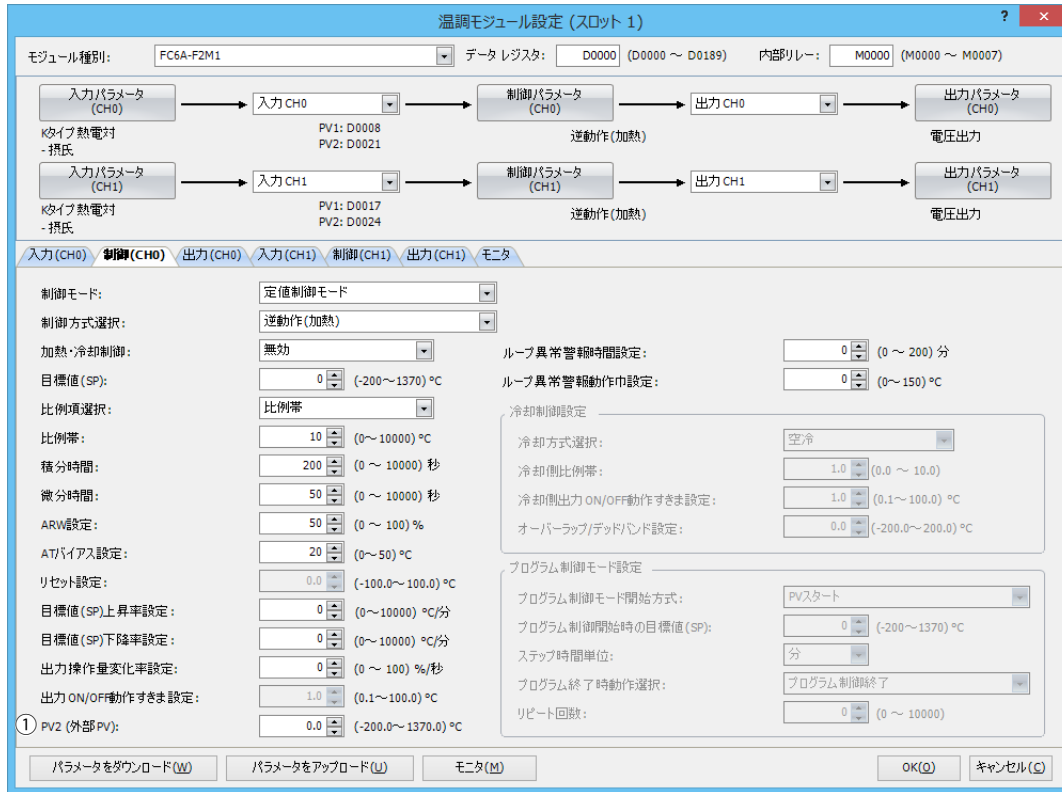 温調モジュール設定 (スロット 1)
? ×
モジュール種別: FC6A-F2M1 データ レジスタ: D0000 (D0000 ～ D0189) 内部リレー: M0000 (M0000 ～ M0007)
入力パラメータ
(CH0)
入力 CH0
制御パラメータ
(CH0)
出力 CH0
出力パラメータ
(CH0)
Kタイプ熱電対
- 摂氏
PV1: D0008
PV2: D0021
逆動作(加熱)
電圧出力
入力パラメータ
(CH1)
入力 CH1
制御パラメータ
(CH1)
出力 CH1
出力パラメータ
(CH1)
Kタイプ熱電対
- 摂氏
PV1: D0017
PV2: D0024
逆動作(加熱)
電圧出力
入力(CH0) 制御(CH0) 出力(CH0) 入力(CH1) 制御(CH1) 出力(CH1) モニタ
制御モード: 定値制御モード
制御方式選択: 逆動作(加熱)
加熱・冷却制御: 無効
目標値(SP): 0 (-200～1370) °C
比例項選択: 比例帯
比例帯: 10 (0～10000) °C
積分時間: 200 (0 ～ 10000) 秒
微分時間: 50 (0 ～ 10000) 秒
ARW設定: 50 (0 ～ 100) %
ATバイアス設定: 20 (0～50) °C
リセット設定: 0.0 (-100.0～100.0) °C
目標値(SP)上昇率設定: 0 (0～10000) °C/分
目標値(SP)下降率設定: 0 (0～10000) °C/分
出力操作量変化率設定: 0 (0 ～ 100) %/秒
出力 ON/OFF動作すきま設定: 1.0 (0.1～100.0) °C
① PV2 (外部PV): 0.0 (-200.0～1370.0) °C
ループ異常警報時間設定: 0 (0 ～ 200) 分
ループ異常警報動作巾設定: 0 (0～150) °C
冷却制御設定
冷却方式選択: 空冷
冷却側比例帯: 1.0 (0.0 ～ 10.0)
冷却側出力 ON/OFF動作すきま設定: 1.0 (0.1～100.0) °C
オーバーラップ/デッドバンド設定: 0.0 (-200.0～200.0) °C
プログラム制御モード設定
プログラム制御モード開始方式: PVスタート
プログラム制御開始時の目標値(SP): 0 (-200～1370) °C
ステップ時間単位: 分
プログラム終了時動作選択: プログラム制御終了
リピート回数: 0 (0 ～ 10000)
パラメータをダウンロード(W) パラメータをアップロード(U) モニタ(M) OK(O) キャンセル(C)